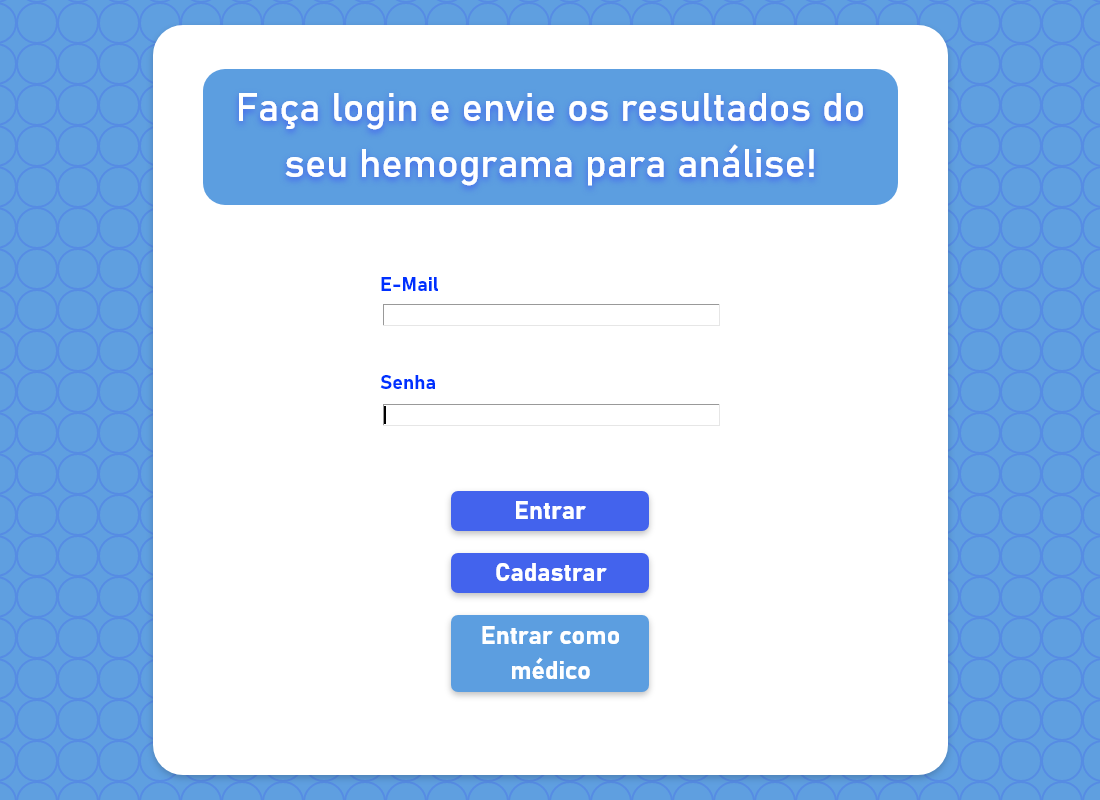 Faça login e envie os resultados do
seu hemograma para análise!
E-Mail
Senha
Entrar
Cadastrar
Entrar como
médico